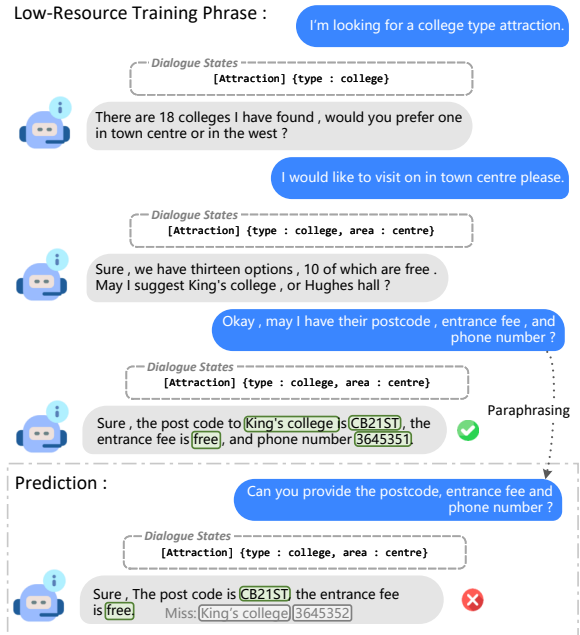 Low-Resource Training Phrase :
I'm looking for a college type attraction.
Dialogue States
[Attraction] {type : college}
There are 18 colleges I have found , would you prefer one
in town centre or in the west ?
I would like to visit on in town centre please.
Dialogue States
[Attraction] {type : college, area : centre}
Sure , we have thirteen options , 10 of which are free .
May I suggest King's college , or Hughes hall ?
Okay , may I have their postcode , entrance fee , and
phone number ?
Dialogue States
[Attraction] {type : college, area : centre}
Paraphrasing
Sure , the post code to King's college is CB21ST, the
entrance fee is free , and phone number 3645351.
Prediction :
Can you provide the postcode, entrance fee and
phone number ?
Dialogue States
[Attraction] {type : college, area : centre}
Sure , The post code is CB21ST, the entrance fee
is free. Miss: King's college 3645352